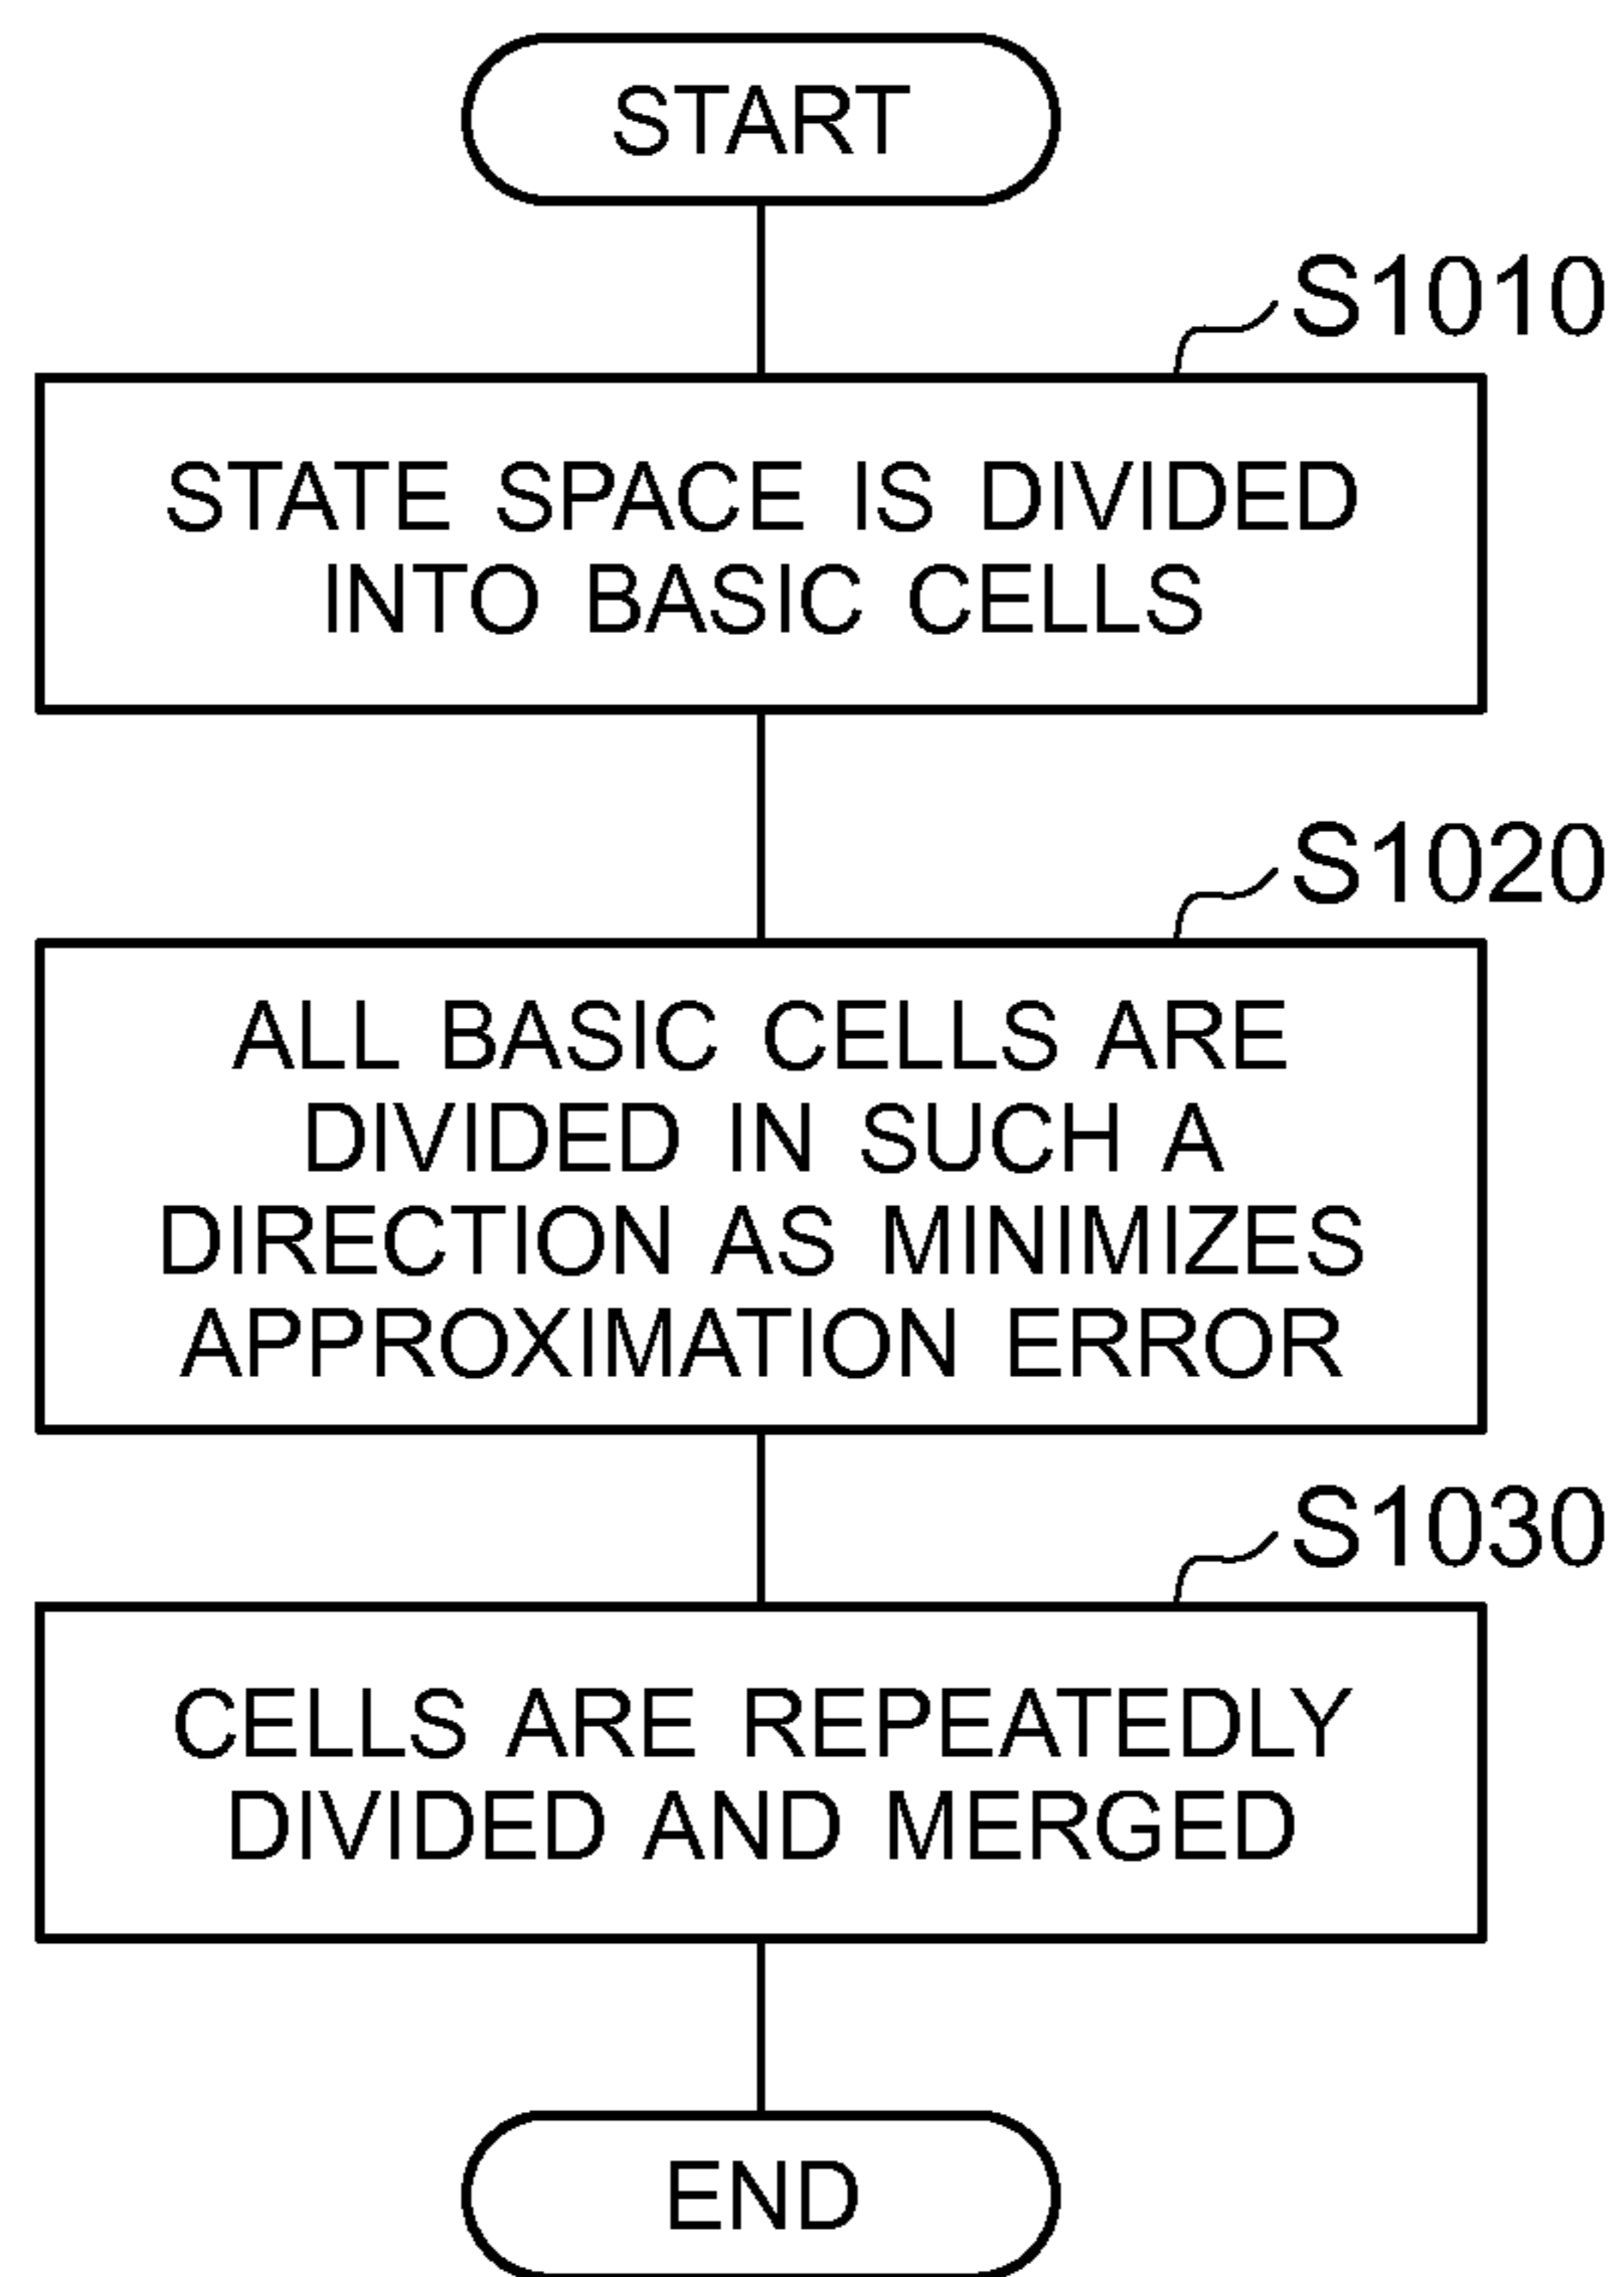 START
S1010
STATE SPACE IS DIVIDED
INTO BASIC CELLS
S1020
ALL BASIC CELLS ARE
DIVIDED IN SUCH A
DIRECTION AS MINIMIZES
APPROXIMATION ERROR
S1030
CELLS ARE REPEATEDLY
DIVIDED AND MERGED
END